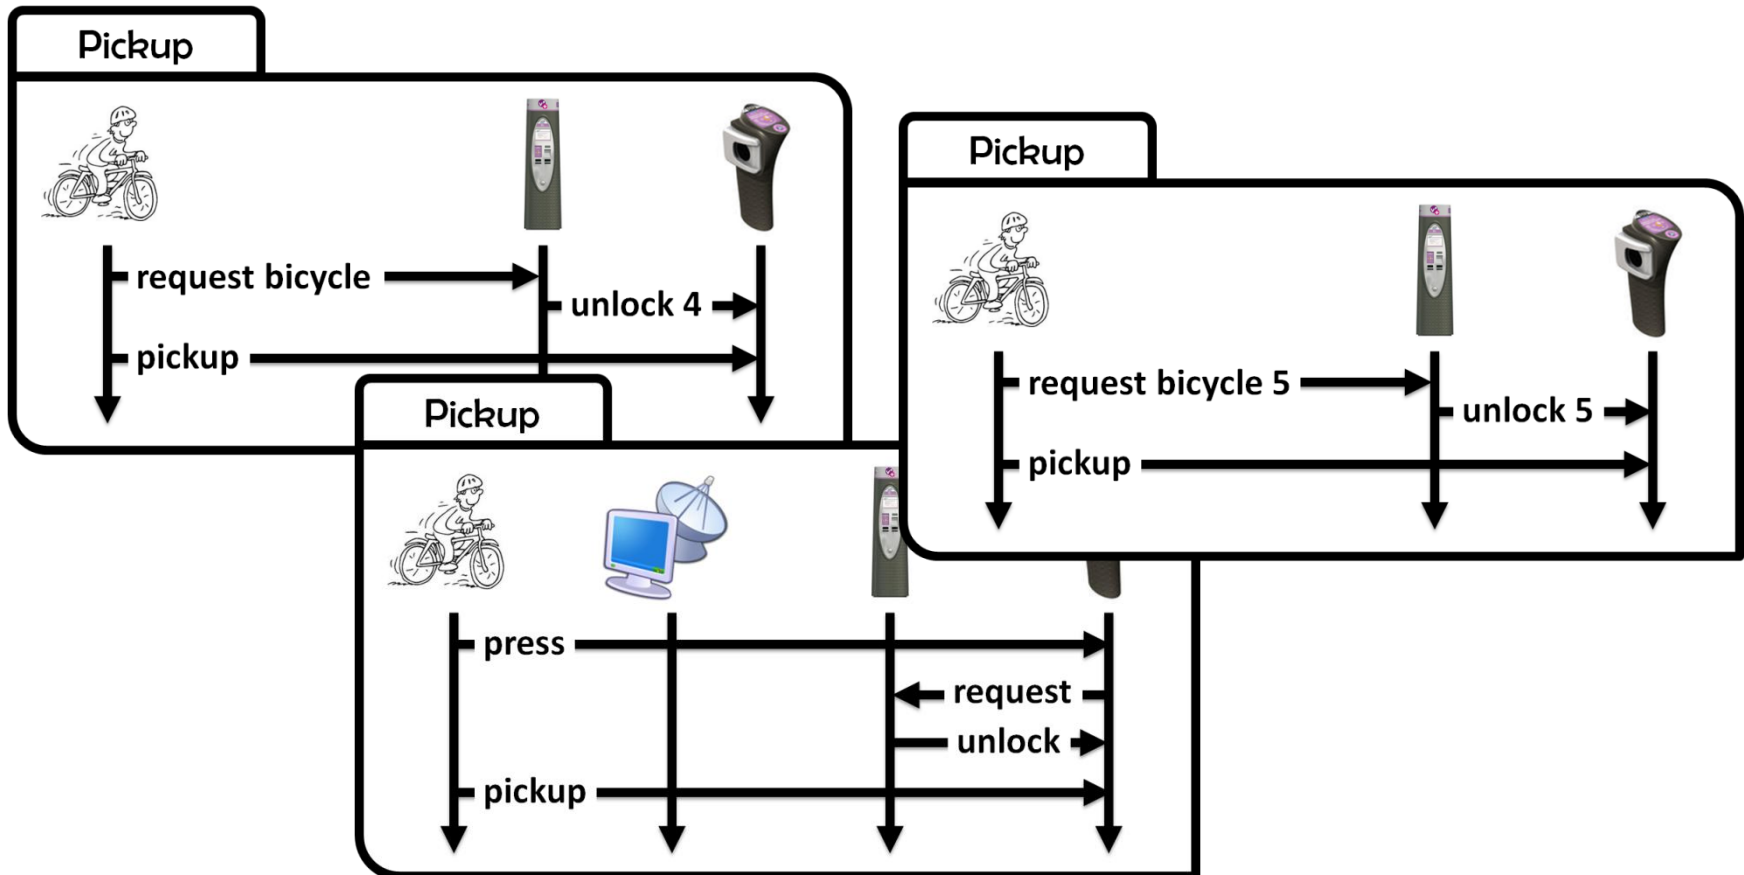 Pickup
request bicycle
unlock 4
pickup
Pickup
request bicycle 5
unlock 5
pickup
Pickup
press
request
unlock
pickup